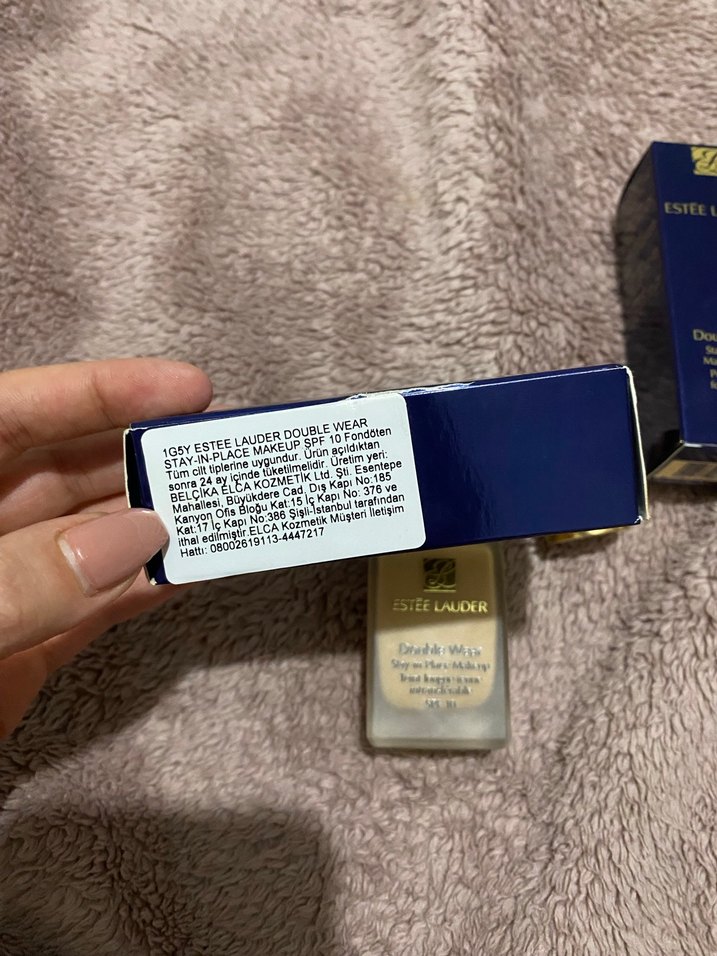 1G5Y ESTEE LAUDER DOUBLE WEAR
STAY-IN-PLACE MAKEUP SPF 10 Fondöten
Tüm cilt tiplerine uygundur. Ürün açıldıktan
sonra 24 ay içinde tüketilmelidir. Üretim yeri:
BELÇİKA ELCA KOZMETİK Ltd. Şti. Esentepe
Mahallesi, Büyükdere Cad, Dış Kapı No:185
Kanyon Ofis Bloğu Kat:15 İç Kapı No: 376 ve
Kat:17 İç Kapı No:386 Şişli-İstanbul tarafından
ithal edilmiştir.ELCA Kozmetik Müşteri İletişim
Hattı: 08002619113-4447217
ESTĒE
ESTĒE LAUDER
Double Wear
Stay-in-Place Makeup
Teint longue tenue
intransférable
SPF 10